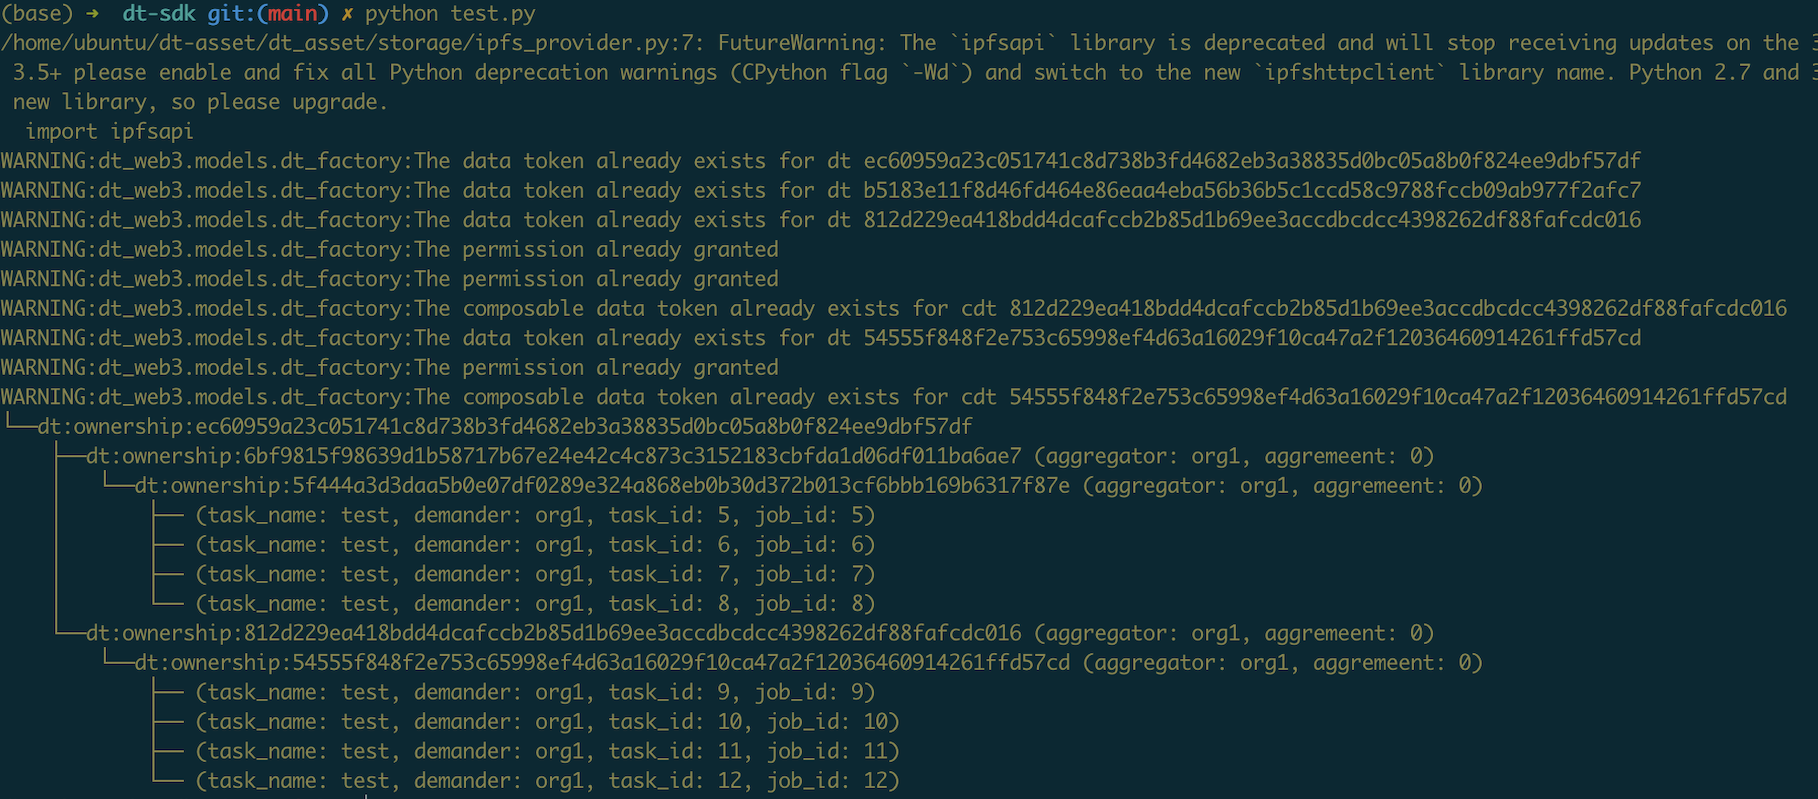 (base) ➜ dt-sdk git:(main) ✗ python test.py
/home/ubuntu/dt-asset/dt_asset/storage/ipfs_provider.py:7: FutureWarning: The `ipfsapi` library is deprecated and will stop receiving updates on the
3.5+ please enable and fix all Python deprecation warnings (CPython flag `-Wd`) and switch to the new `ipfshttpclient` library name. Python 2.7 and
new library, so please upgrade.
import ipfsapi
WARNING:dt_web3.models.dt_factory:The data token already exists for dt ec60959a23c051741c8d738b3fd4682eb3a38835d0bc05a8b0f824ee9dbf57df
WARNING:dt_web3.models.dt_factory:The data token already exists for dt b5183e11f8d46fd464e86eaa4eba56b36b5c1ccd58c9788fccb09ab977f2afc7
WARNING:dt_web3.models.dt_factory:The data token already exists for dt 812d229ea418bdd4dcafccb2b85d1b69ee3accdbcdcc4398262df88fafcdc016
WARNING:dt_web3.models.dt_factory:The permission already granted
WARNING:dt_web3.models.dt_factory:The permission already granted
WARNING:dt_web3.models.dt_factory:The composable data token already exists for cdt 812d229ea418bdd4dcafccb2b85d1b69ee3accdbcdcc4398262df88fafcdc016
WARNING:dt_web3.models.dt_factory:The data token already exists for dt 54555f848f2e753c65998ef4d63a16029f10ca47a2f12036460914261ffd57cd
WARNING:dt_web3.models.dt_factory:The permission already granted
WARNING:dt_web3.models.dt_factory:The composable data token already exists for cdt 54555f848f2e753c65998ef4d63a16029f10ca47a2f12036460914261ffd57cd
└──dt:ownership:ec60959a23c051741c8d738b3fd4682eb3a38835d0bc05a8b0f824ee9dbf57df
├──dt:ownership:6bf9815f98639d1b58717b67e24e42c4c873c3152183cbfda1d06df011ba6ae7 (aggregator: org1, aggremeent: 0)
│ └──dt:ownership:5f444a3d3daa5b0e07df0289e324a868eb0b30d372b013cf6bbb169b6317f87e (aggregator: org1, aggremeent: 0)
│ ├── (task_name: test, demander: org1, task_id: 5, job_id: 5)
│ ├── (task_name: test, demander: org1, task_id: 6, job_id: 6)
│ ├── (task_name: test, demander: org1, task_id: 7, job_id: 7)
│ └── (task_name: test, demander: org1, task_id: 8, job_id: 8)
└──dt:ownership:812d229ea418bdd4dcafccb2b85d1b69ee3accdbcdcc4398262df88fafcdc016 (aggregator: org1, aggremeent: 0)
└──dt:ownership:54555f848f2e753c65998ef4d63a16029f10ca47a2f12036460914261ffd57cd (aggregator: org1, aggremeent: 0)
├── (task_name: test, demander: org1, task_id: 9, job_id: 9)
├── (task_name: test, demander: org1, task_id: 10, job_id: 10)
├── (task_name: test, demander: org1, task_id: 11, job_id: 11)
└── (task_name: test, demander: org1, task_id: 12, job_id: 12)